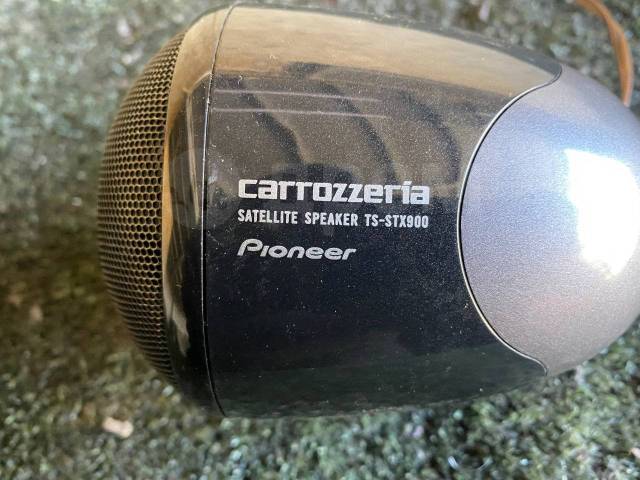 carrozzeria
SATELLITE SPEAKER TS-STX900
Pioneer